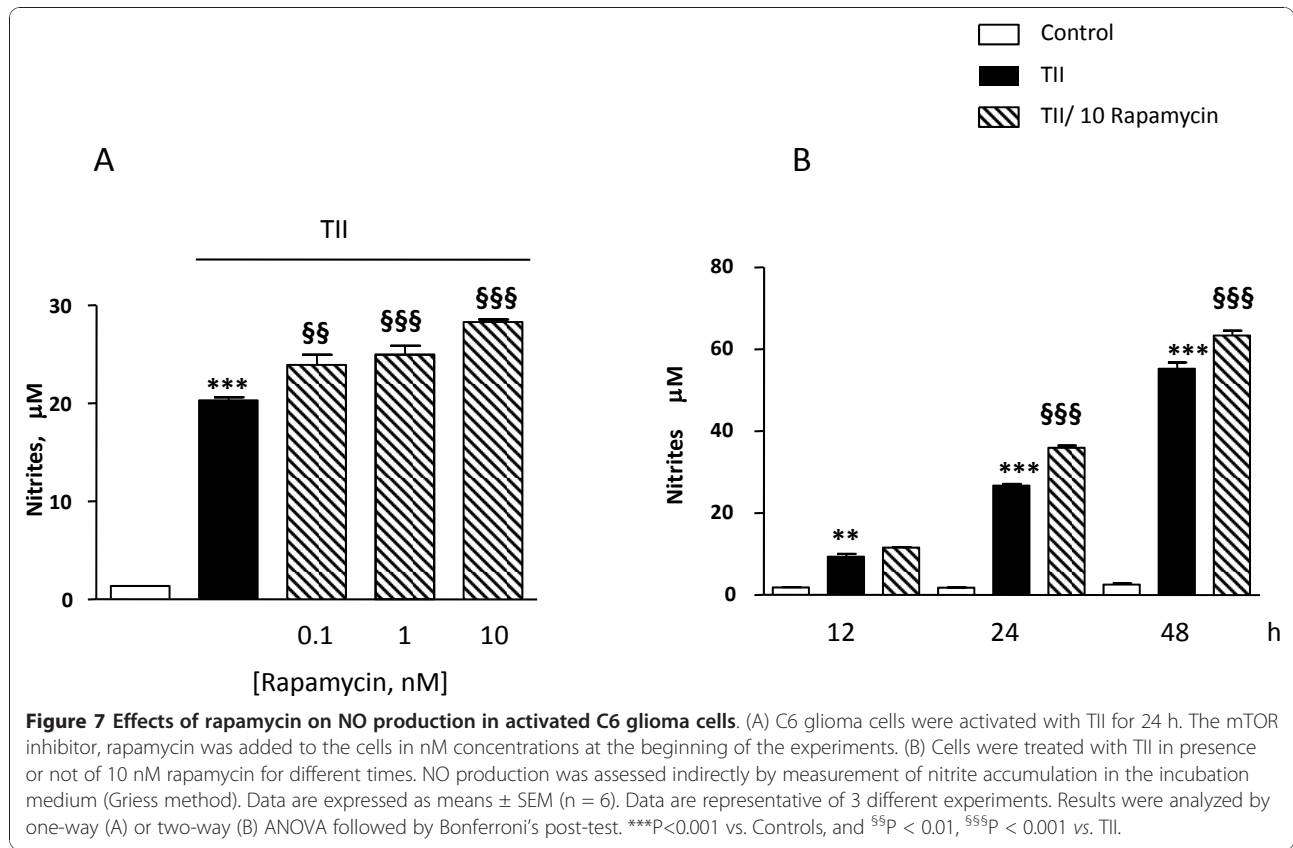 Control
TII
TII/ 10 Rapamycin
A
B
TII
Nitrites, µM
30
20
10
0
***
§§
§§§
§§§
0.1 1 10
[Rapamycin, nM]
Nitrites µM
80
60
40
20
0
**
***
§§§
***
§§§
12 24 48 h
Figure 7 Effects of rapamycin on NO production in activated C6 glioma cells. (A) C6 glioma cells were activated with TII for 24 h. The mTOR
inhibitor, rapamycin was added to the cells in nM concentrations at the beginning of the experiments. (B) Cells were treated with TII in presence
or not of 10 nM rapamycin for different times. NO production was assessed indirectly by measurement of nitrite accumulation in the incubation
medium (Griess method). Data are expressed as means ± SEM (n = 6). Data are representative of 3 different experiments. Results were analyzed by
one-way (A) or two-way (B) ANOVA followed by Bonferroni's post-test. ***P<0.001 vs. Controls, and §§P < 0.01, §§§P < 0.001 vs. TII.